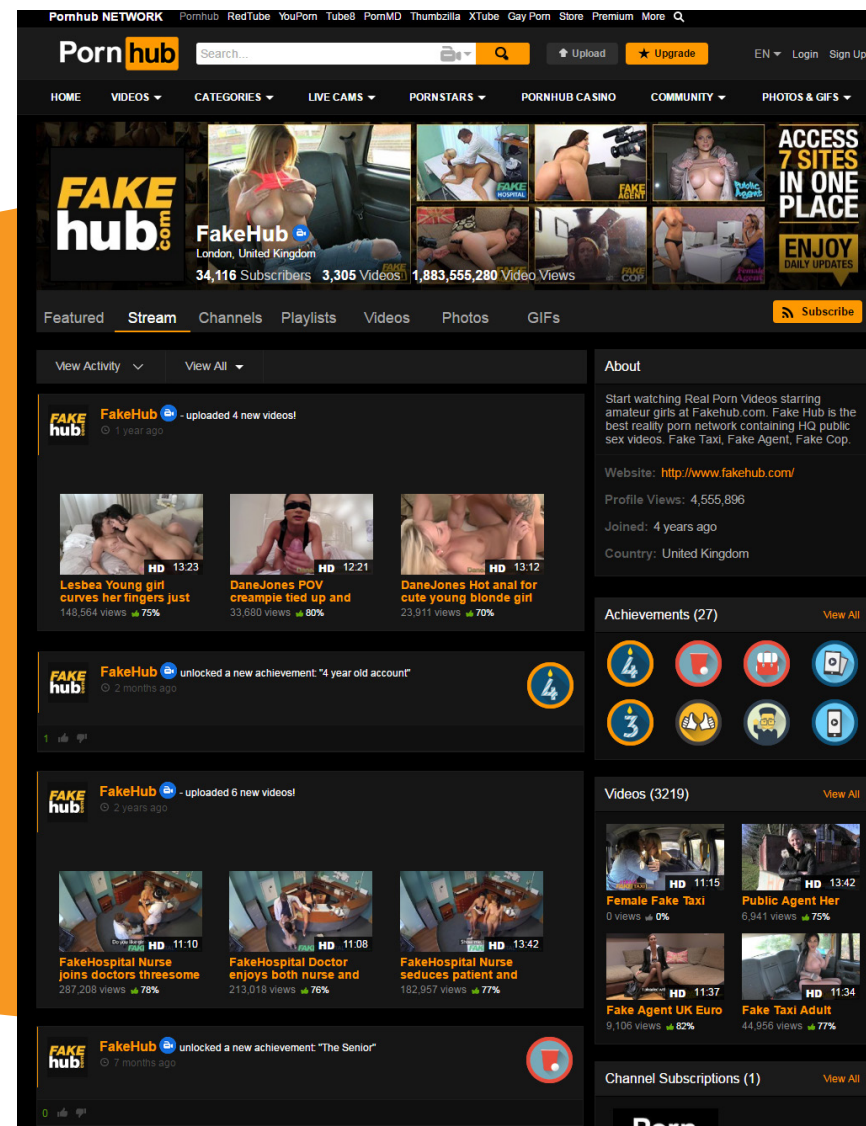 Pornhub NETWORK Pornhub RedTube YouPorn Tube8 PornMD Thumbzilla XTube Gay Porn Store Premium More
Porn hub Search... Upload Upgrade EN Login Sign Up
HOME VIDEOS CATEGORIES LIVE CAMS PORNSTARS PORNHUB CASINO COMMUNITY PHOTOS & GIFS
FAKE
hub.com
FAKE
HOSPITAL
FAKE
AGENT
Public
Agent
FAKE
COP
Female
Agent
ACCESS
7 SITES
IN ONE
PLACE
ENJOY
DAILY UPDATES
FakeHub
London, United Kingdom
34,116 Subscribers 3,305 Videos 1,883,555,280 Video Views
Featured Stream Channels Playlists Videos Photos GIFs Subscribe
View Activity View All
FAKE
hub
FakeHub - uploaded 4 new videos!
1 year ago
HD 13:23
HD 12:21
HD 13:12
Lesbea Young girl
curves her fingers just
148,564 views 75%
DaneJones POV
creampie tied up and
33,680 views 80%
DaneJones Hot anal for
cute young blonde girl
23,911 views 70%
FAKE
hub
FakeHub unlocked a new achievement: "4 year old account"
2 months ago
4
1
FAKE
hub
FakeHub - uploaded 6 new videos!
2 years ago
HD 11:10
HD 11:08
HD 13:42
FakeHospital Nurse
joins doctors threesome
287,208 views 78%
FakeHospital Doctor
enjoys both nurse and
213,018 views 76%
FakeHospital Nurse
seduces patient and
182,957 views 77%
FAKE
hub
FakeHub unlocked a new achievement: "The Senior"
7 months ago
0
About
Start watching Real Porn Videos starring
amateur girls at Fakehub.com. Fake Hub is the
best reality porn network containing HQ public
sex videos. Fake Taxi, Fake Agent, Fake Cop.
Website: http://www.fakehub.com/
Profile Views: 4,555,896
Joined: 4 years ago
Country: United Kingdom
Achievements (27) View All
4
3
Videos (3219) View All
HD 11:15
HD 13:42
Female Fake Taxi
0 views 0%
Public Agent Her
6,941 views 75%
HD 11:37
HD 11:34
Fake Agent UK Euro
9,106 views 82%
Fake Taxi Adult
44,956 views 77%
Channel Subscriptions (1) View All
Porn